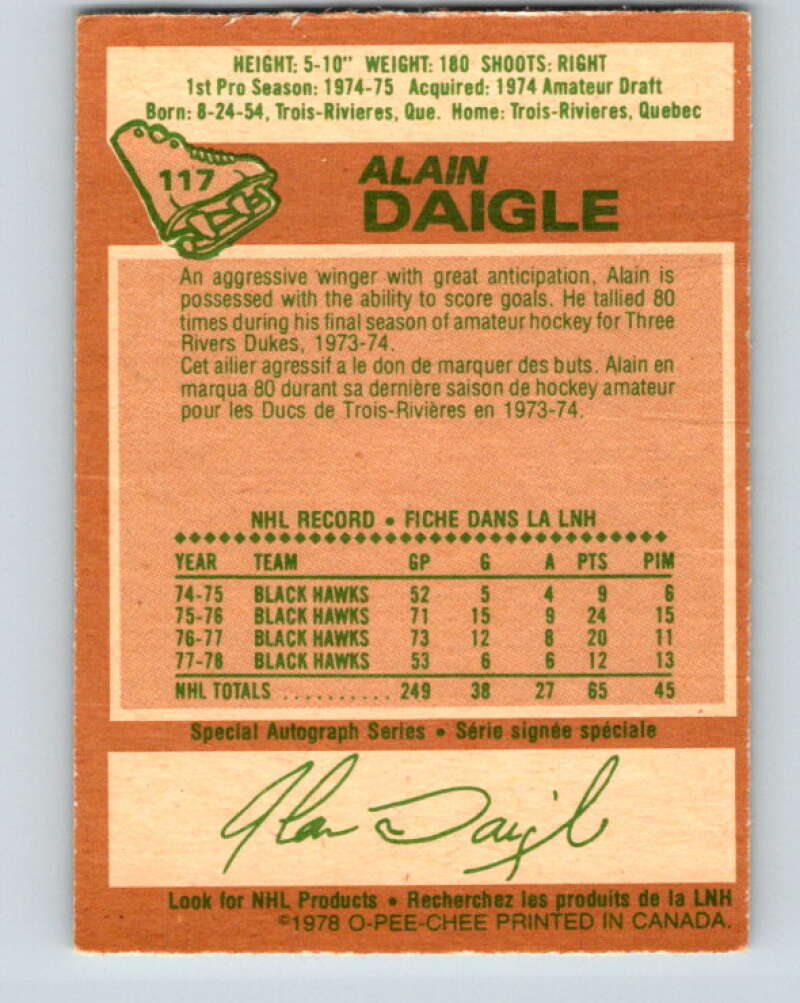 HEIGHT: 5-10" WEIGHT: 180 SHOOTS: RIGHT
1st Pro Season: 1974-75 Acquired: 1974 Amateur Draft
Born: 8-24-54, Trois-Rivieres, Que. Home: Trois-Rivieres, Quebec
117
ALAIN
DAIGLE
An aggressive winger with great anticipation, Alain is
possessed with the ability to score goals. He tallied 80
times during his final season of amateur hockey for Three
Rivers Dukes, 1973-74.
Cet ailier agressif a le don de marquer des buts. Alain en
marqua 80 durant sa dernière saison de hockey amateur
pour les Ducs de Trois-Rivières en 1973-74.
NHL RECORD • FICHE DANS LA LNH
YEAR TEAM GP G A PTS PIM
74-75 BLACK HAWKS 52 5 4 9 6
75-76 BLACK HAWKS 71 15 9 24 15
76-77 BLACK HAWKS 73 12 8 20 11
77-78 BLACK HAWKS 53 6 6 12 13
NHL TOTALS .......... 249 38 27 65 45
Special Autograph Series • Série signée spéciale
Alain Daigle
Look for NHL Products • Recherchez les produits de la LNH
©1978 O-PEE-CHEE PRINTED IN CANADA.